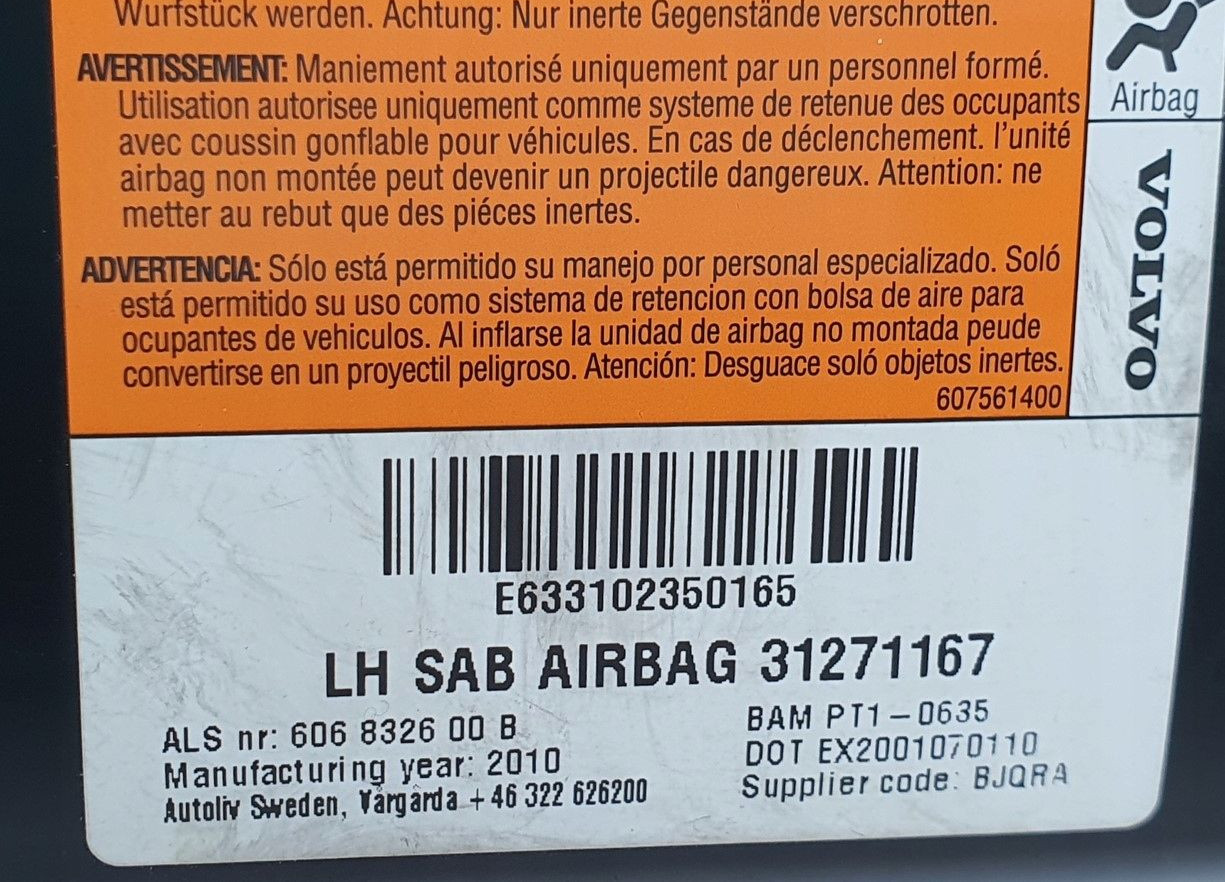 Wurfstück werden. Achtung: Nur inerte Gegenstände verschrotten.
AVERTISSEMENT: Maniement autorisé uniquement par un personnel formé.
Utilisation autorisee uniquement comme systeme de retenue des occupants
avec coussin gonflable pour véhicules. En cas de déclenchement. l'unité
airbag non montée peut devenir un projectile dangereux. Attention: ne
metter au rebut que des piéces inertes.
ADVERTENCIA: Sólo está permitido su manejo por personal especializado. Soló
está permitido su uso como sistema de retencion con bolsa de aire para
ocupantes de vehiculos. Al inflarse la unidad de airbag no montada peude
convertirse en un proyectil peligroso. Atención: Desguace soló objetos inertes.
607561400
Airbag
VOLVO
E633102350165
LH SAB AIRBAG 31271167
ALS nr: 606 8326 00 B
Manufacturing year: 2010
Autoliv Sweden, Vårgårda +46 322 626200
BAM PT1-0635
DOT EX2001070110
Supplier code: BJQRA